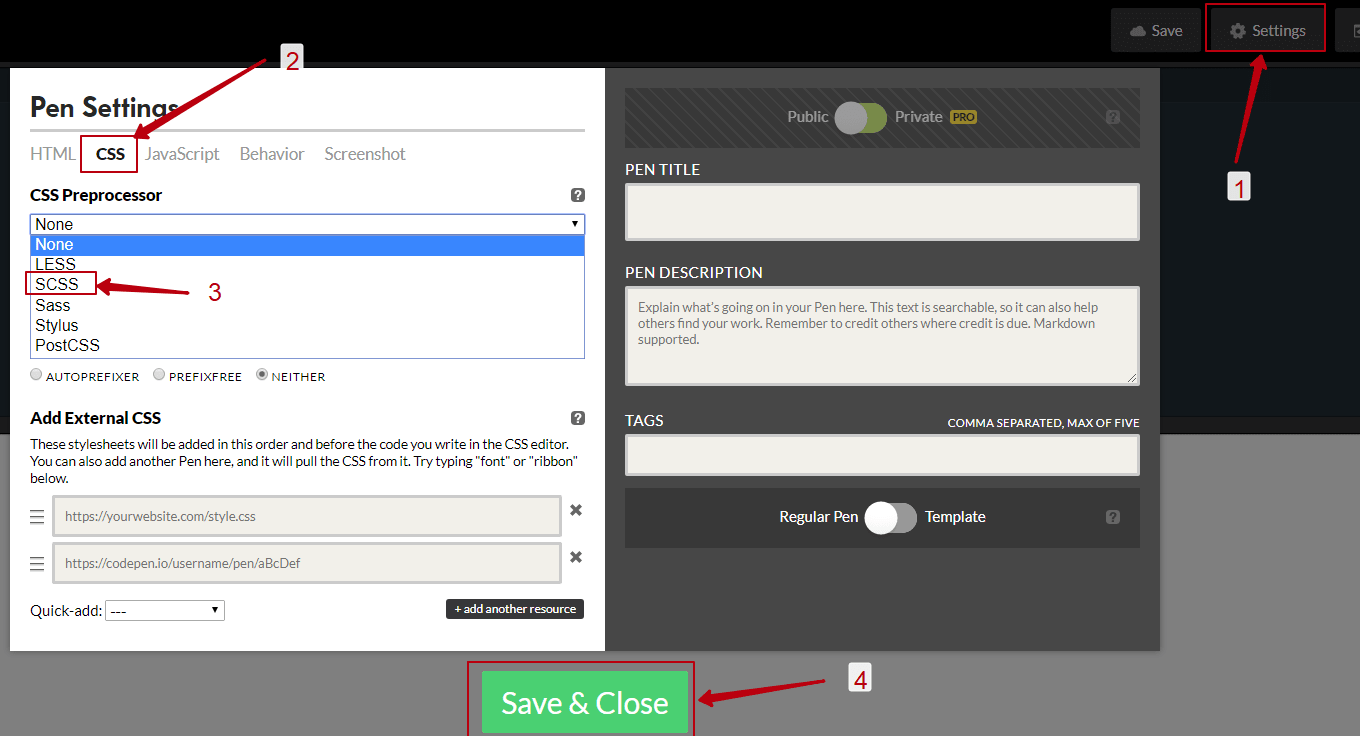 Save
Settings
1
2
Pen Settings
HTML
CSS
JavaScript
Behavior
Screenshot
CSS Preprocessor
?
None
None
LESS
SCSS
3
Sass
Stylus
PostCSS
AUTOPREFIXER
PREFIXFREE
NEITHER
Add External CSS
?
These stylesheets will be added in this order and before the code you write in the CSS editor.
You can also add another Pen here, and it will pull the CSS from it. Try typing "font" or "ribbon"
below.
https://yourwebsite.com/style.css
https://codepen.io/username/pen/aBcDef
Quick-add:
---
+ add another resource
Public
Private
PRO
?
PEN TITLE
PEN DESCRIPTION
Explain what's going on in your Pen here. This text is searchable, so it can also help
others find your work. Remember to credit others where credit is due. Markdown
supported.
TAGS
COMMA SEPARATED, MAX OF FIVE
Regular Pen
Template
?
Save & Close
4